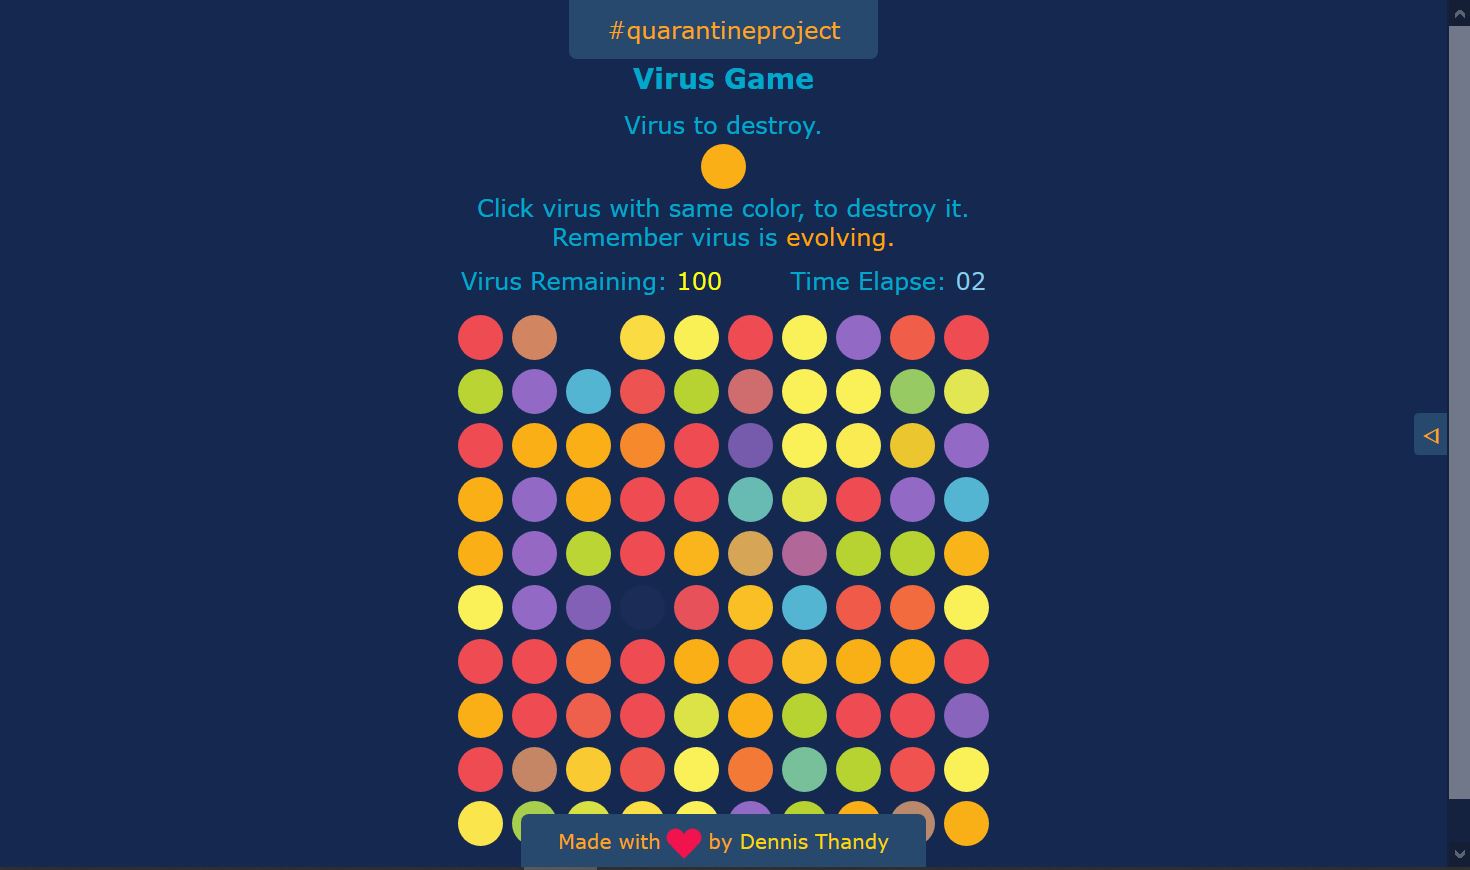 #quarantineproject
Virus Game
Virus to destroy.
Click virus with same color, to destroy it.
Remember virus is evolving.
Virus Remaining: 100 Time Elapse: 02
Made with by Dennis Thandy